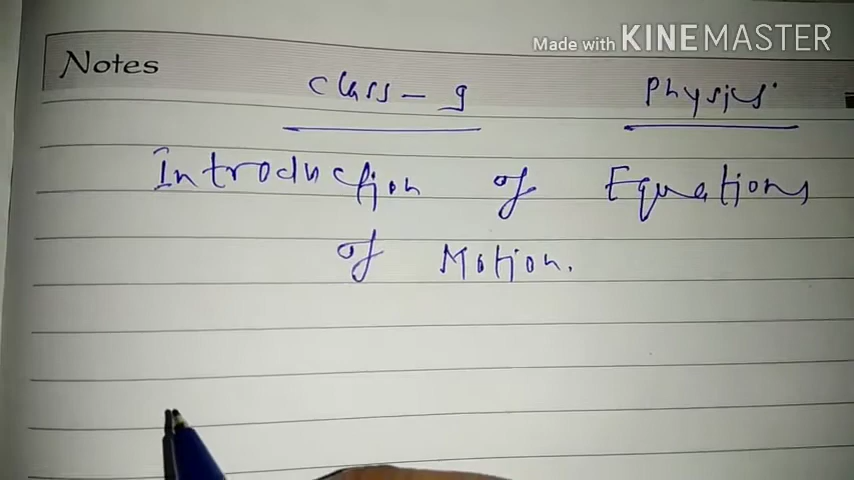 Made with KINEMASTER
Notes
Class - 9 Physics
Introduction of Equations
of Motion.